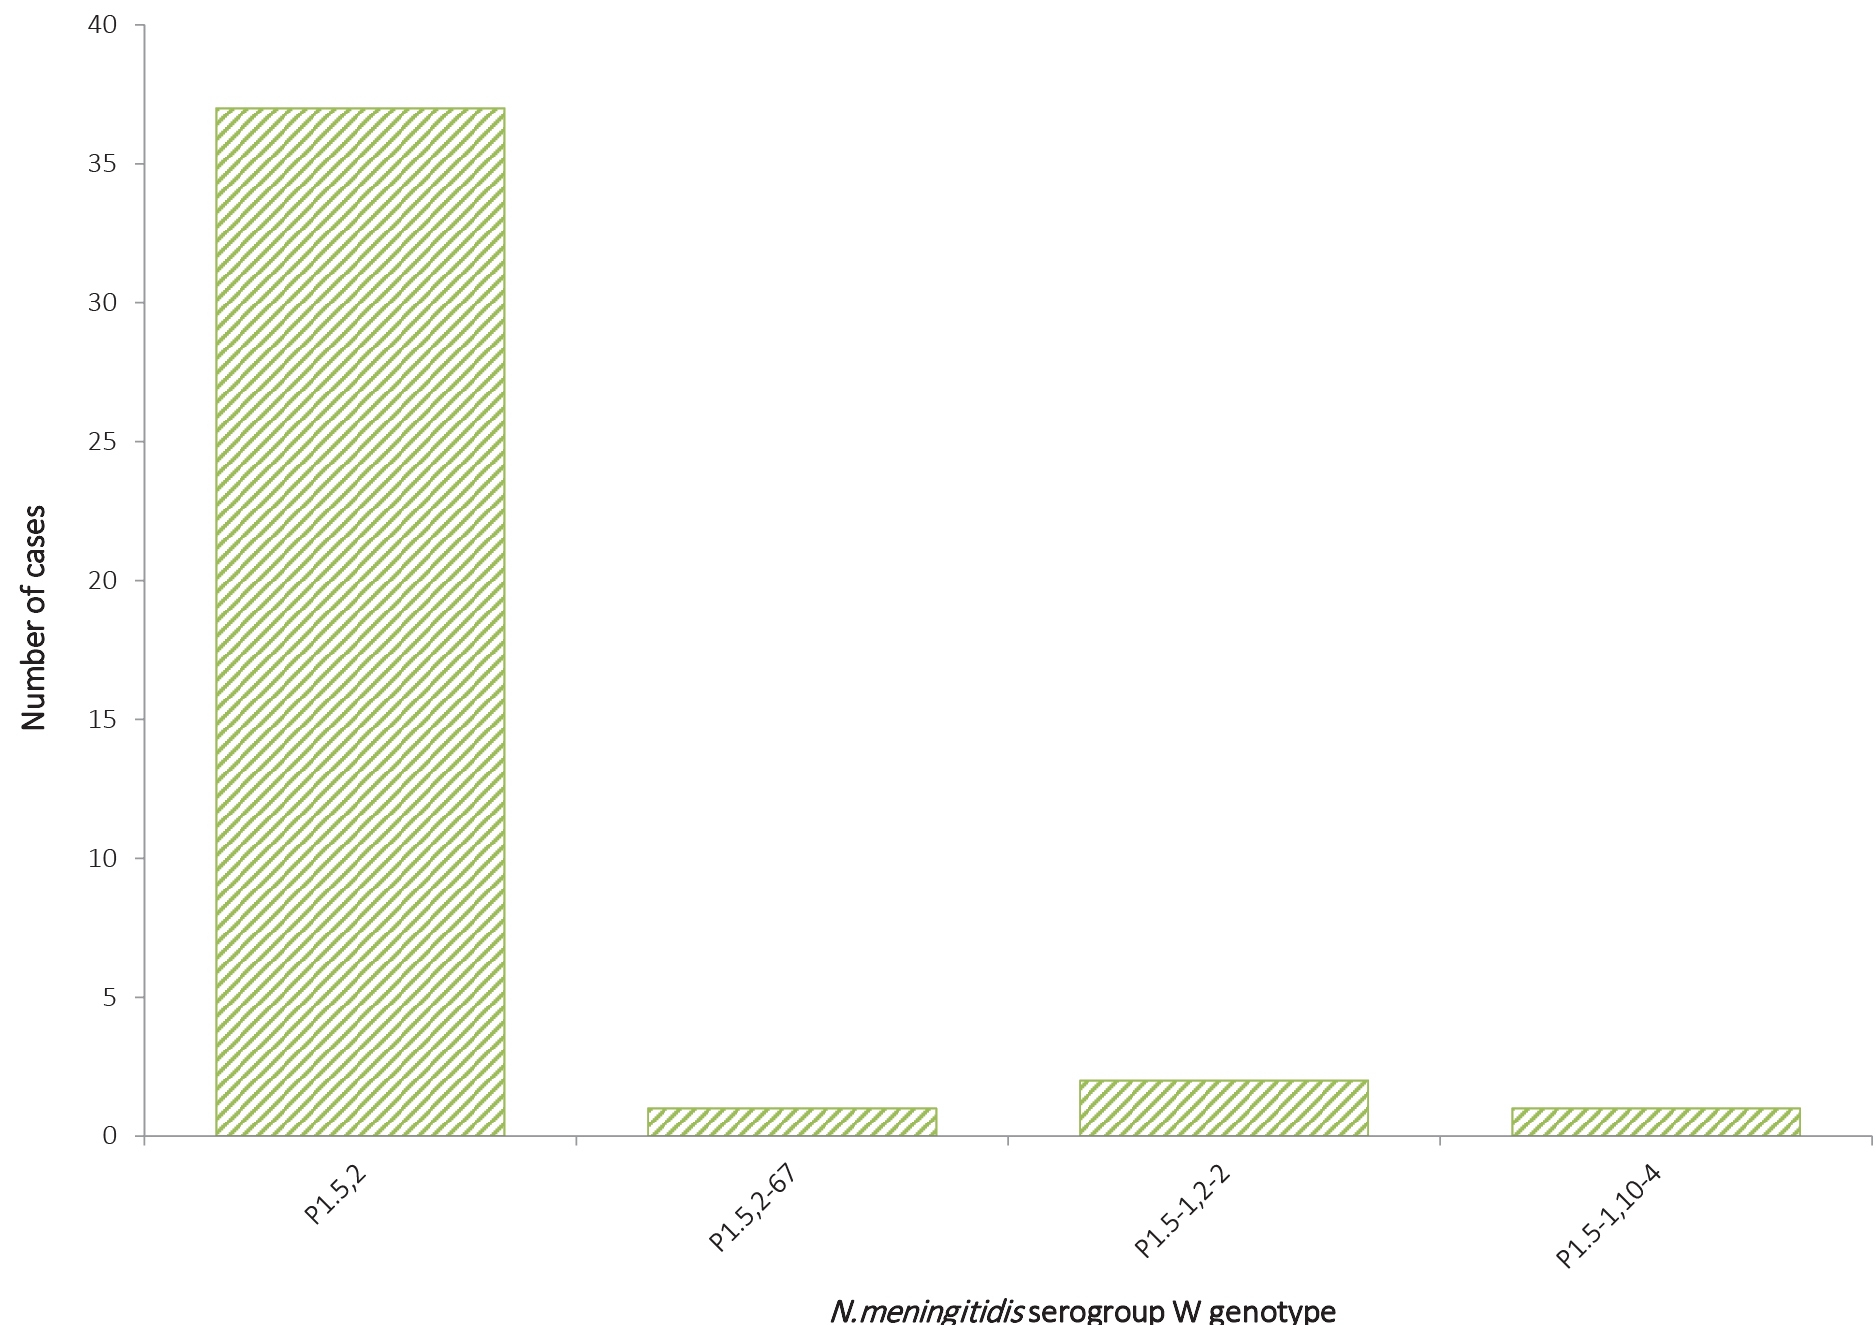 40
35
30
25
20
15
10
5
0
Number of cases
P1.5,2
P1.5,2-67
P1.5-1,2-2
P1.5-1,10-4
N.meningitidis serogroup W genotype